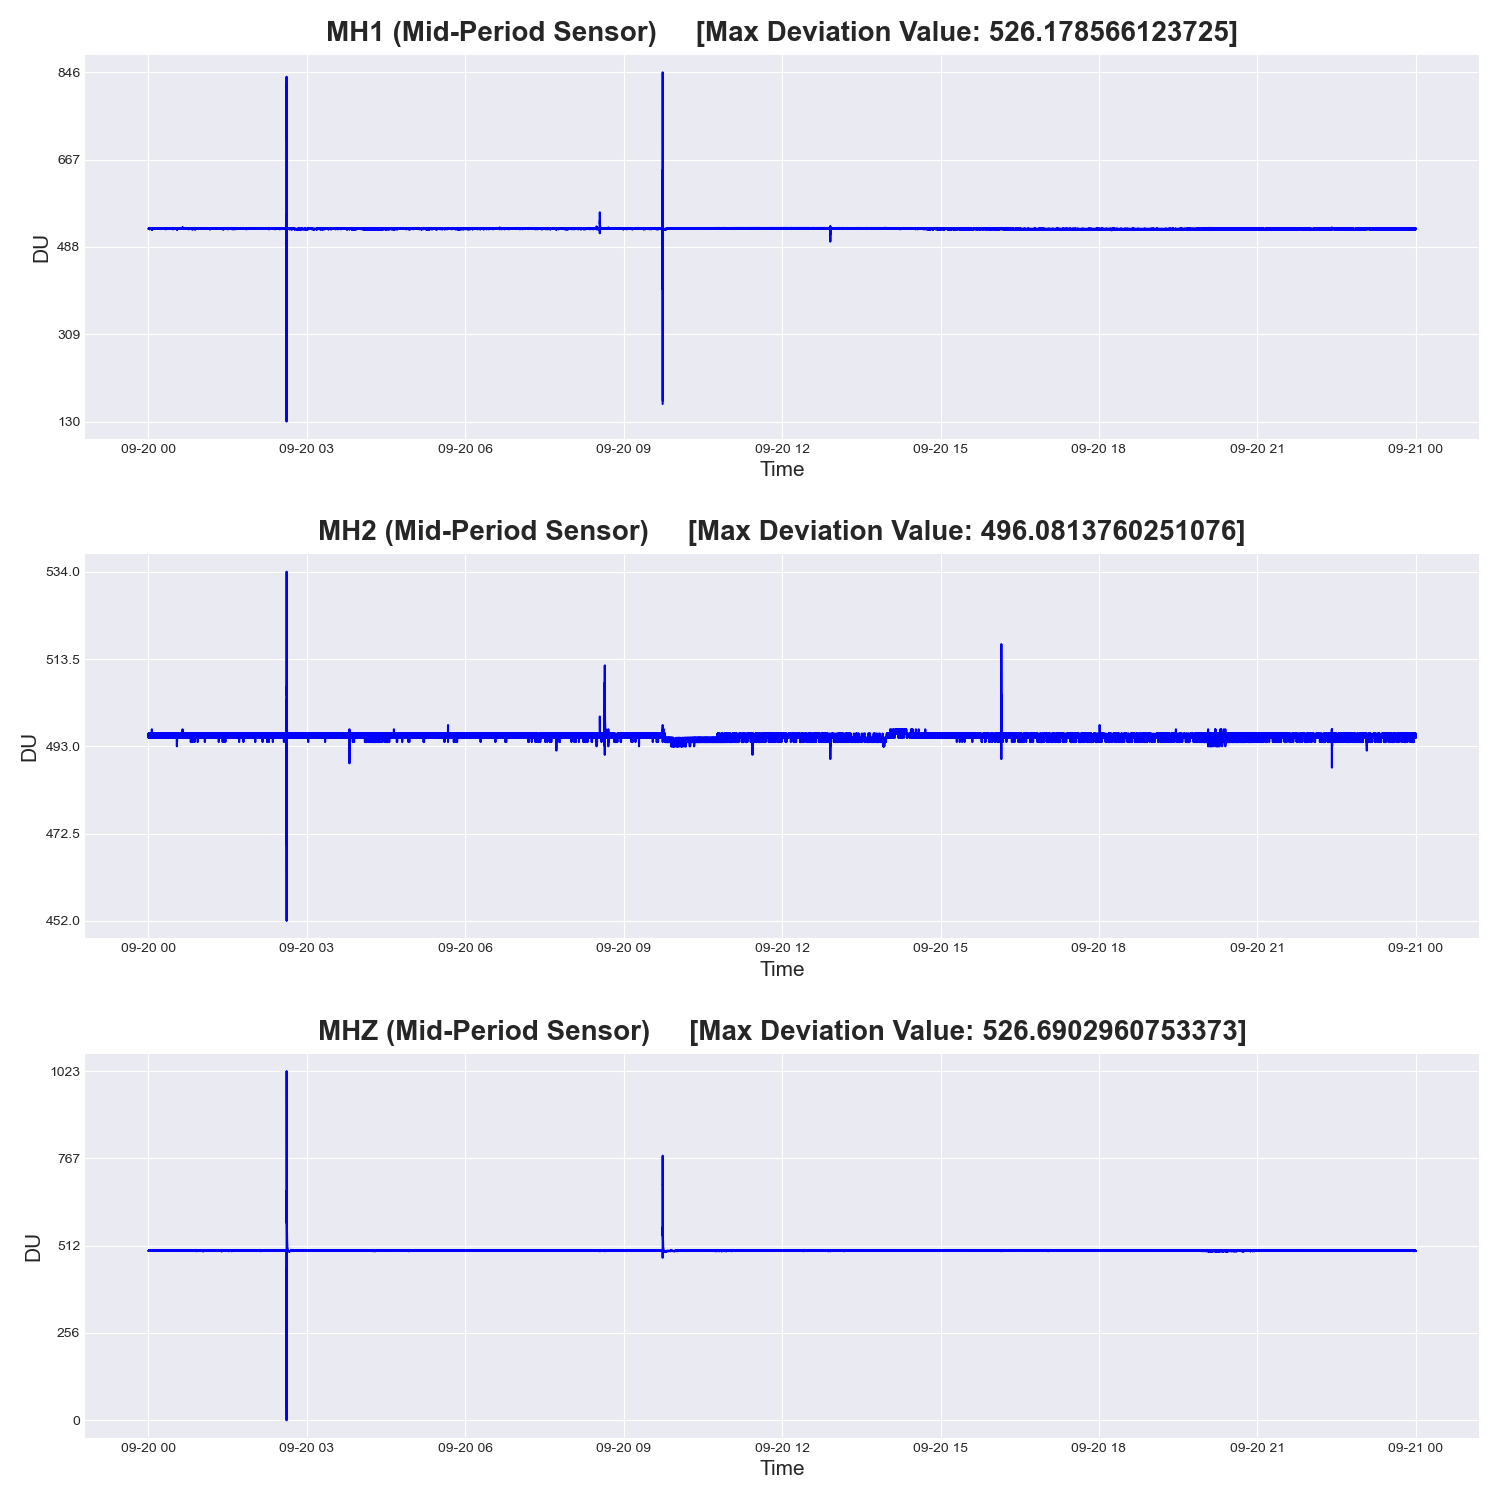 MH1 (Mid-Period Sensor) [Max Deviation Value: 526.178566123725]
846
667
488
309
130
DU
09-20 00 09-20 03 09-20 06 09-20 09 09-20 12 09-20 15 09-20 18 09-20 21 09-21 00
Time
MH2 (Mid-Period Sensor) [Max Deviation Value: 496.0813760251076]
534.0
513.5
493.0
472.5
452.0
DU
09-20 00 09-20 03 09-20 06 09-20 09 09-20 12 09-20 15 09-20 18 09-20 21 09-21 00
Time
MHZ (Mid-Period Sensor) [Max Deviation Value: 526.6902960753373]
1023
767
512
256
0
DU
09-20 00 09-20 03 09-20 06 09-20 09 09-20 12 09-20 15 09-20 18 09-20 21 09-21 00
Time